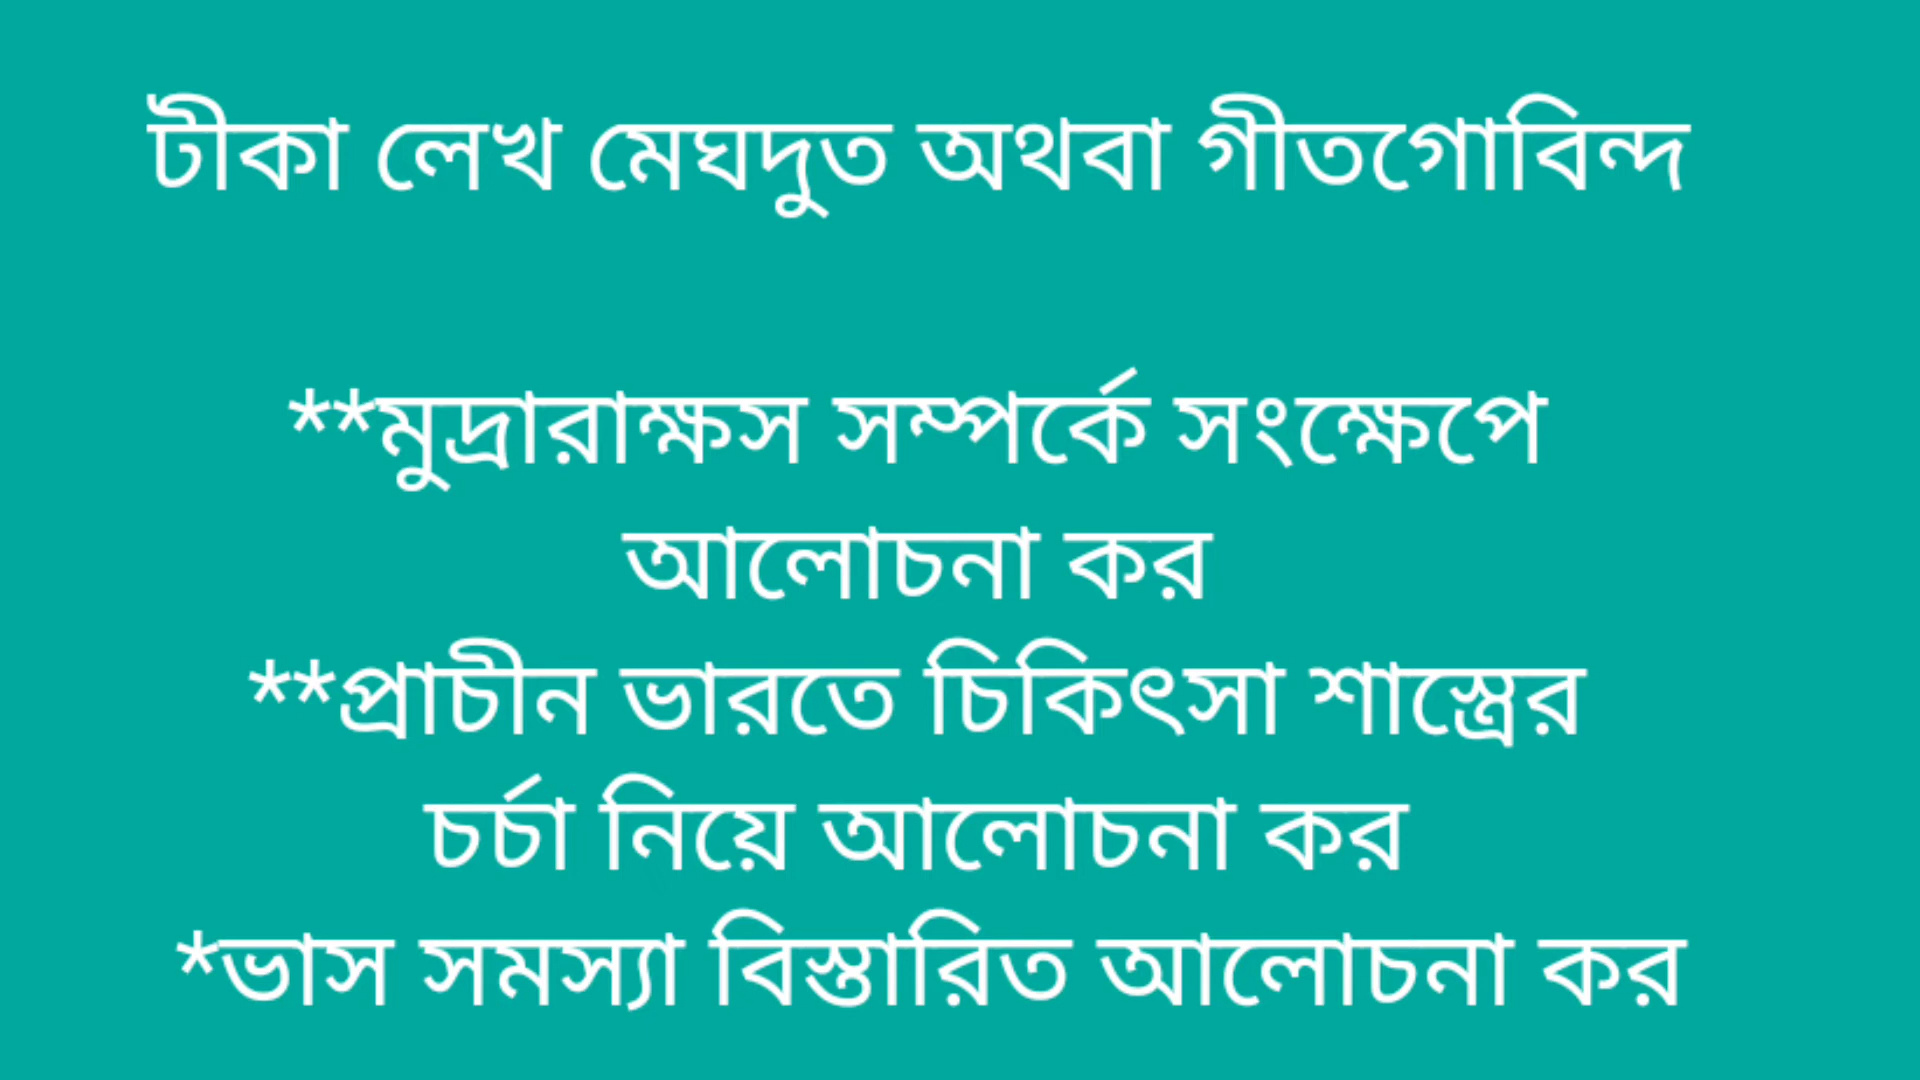 টীকা লেখ মেঘদুত অথবা গীতগোবিন্দ
**মুদ্রারাক্ষস সম্পর্কে সংক্ষেপে
আলোচনা কর
**প্রাচীন ভারতে চিকিৎসা শাস্ত্রের
চর্চা নিয়ে আলোচনা কর
*ভাস সমস্যা বিস্তারিত আলোচনা কর